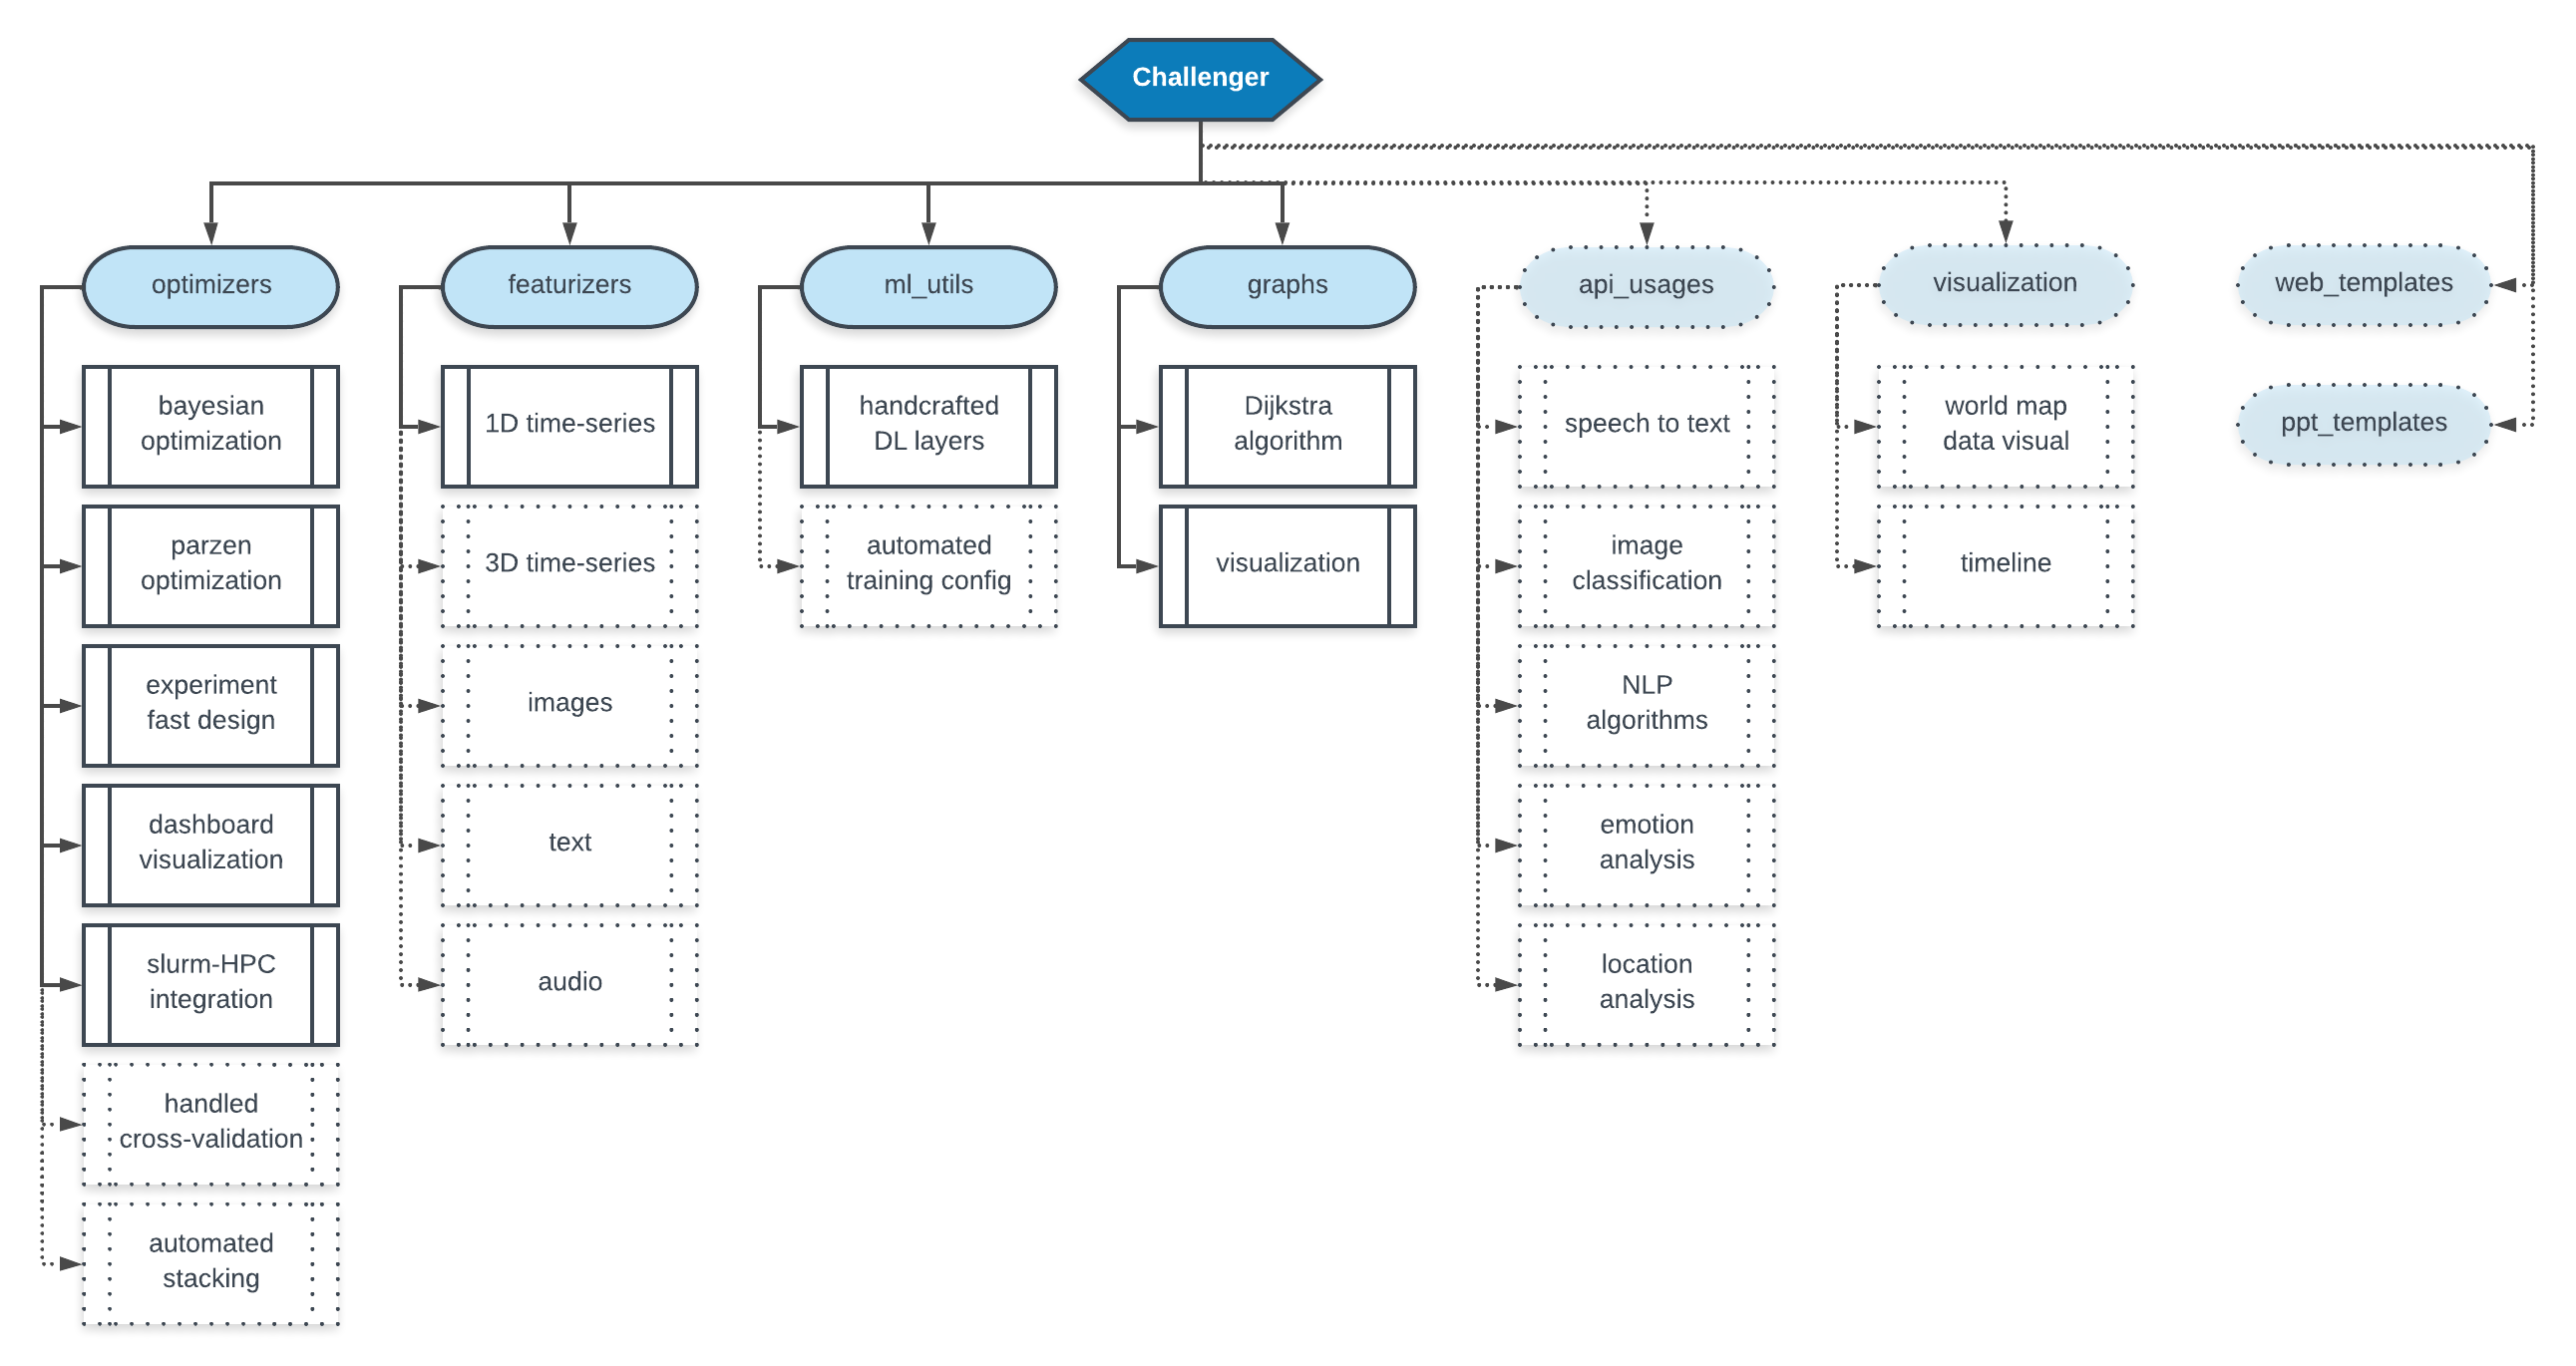 Challenger
optimizers
featurizers
ml_utils
graphs
api_usages
visualization
web_templates
ppt_templates
bayesian
optimization
parzen
optimization
experiment
fast design
dashboard
visualization
slurm-HPC
integration
handled
cross-validation
automated
stacking
1D time-series
3D time-series
images
text
audio
handcrafted
DL layers
automated
training config
Dijkstra
algorithm
visualization
speech to text
image
classification
NLP
algorithms
emotion
analysis
location
analysis
world map
data visual
timeline